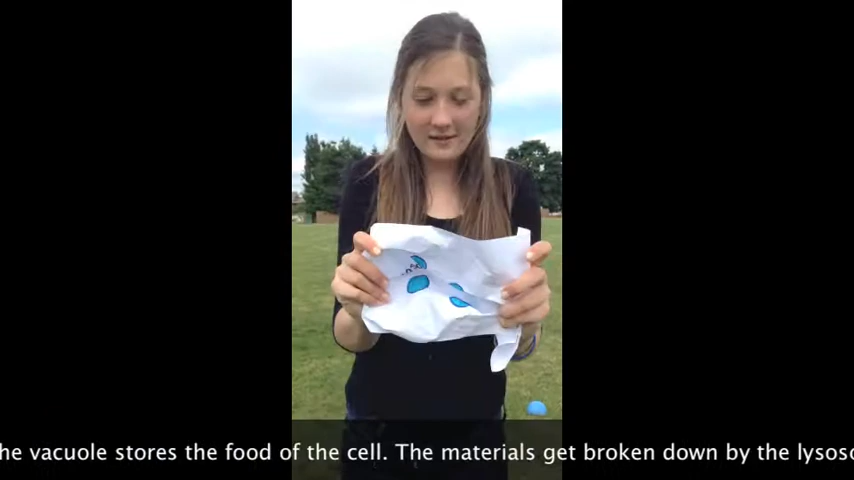 he vacuole stores the food of the cell. The materials get broken down by the lysoso